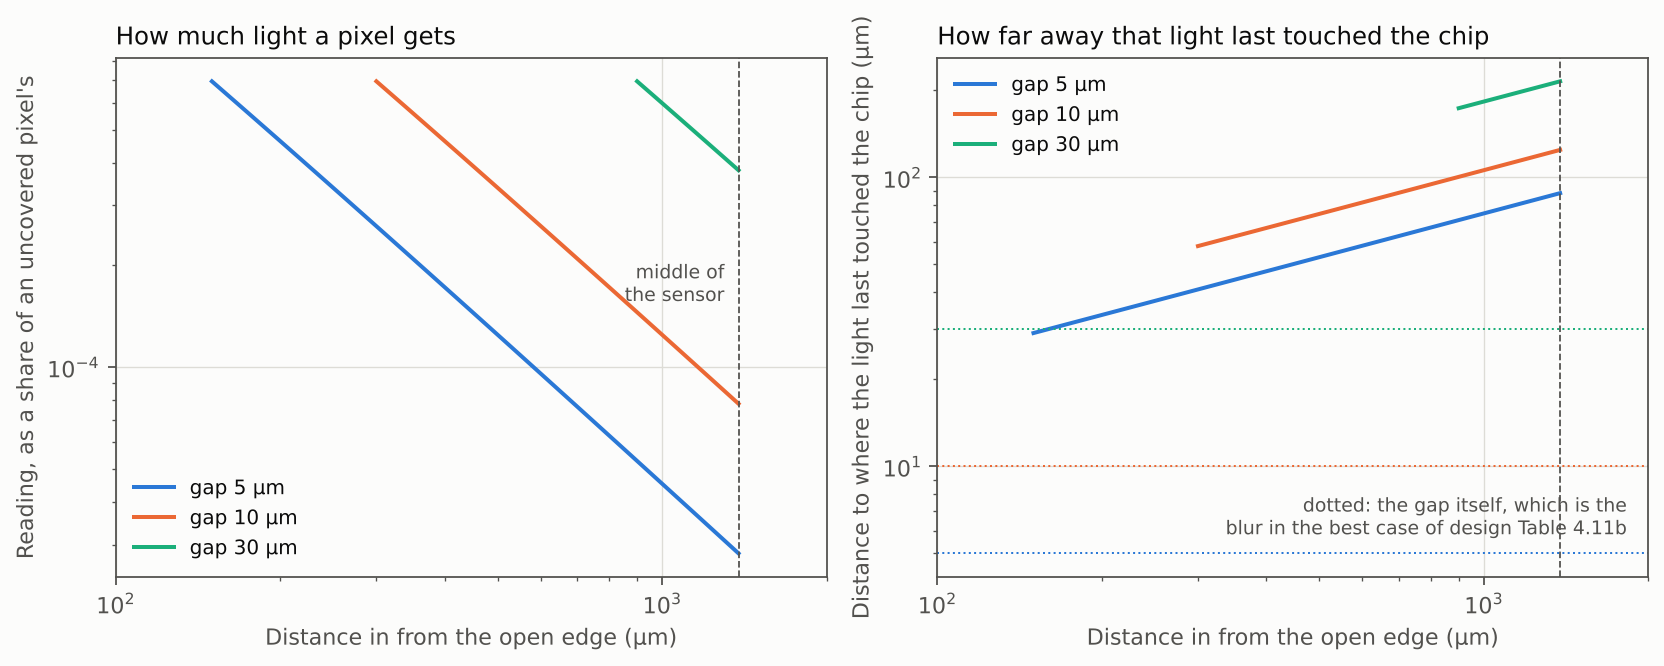 How much light a pixel gets
Reading, as a share of an uncovered pixel's
10⁻⁴
middle of
the sensor
gap 5 µm
gap 10 µm
gap 30 µm
10²
10³
Distance in from the open edge (µm)
How far away that light last touched the chip
Distance to where the light last touched the chip (µm)
gap 5 µm
gap 10 µm
gap 30 µm
10²
10¹
dotted: the gap itself, which is the
blur in the best case of design Table 4.11b
10²
10³
Distance in from the open edge (µm)